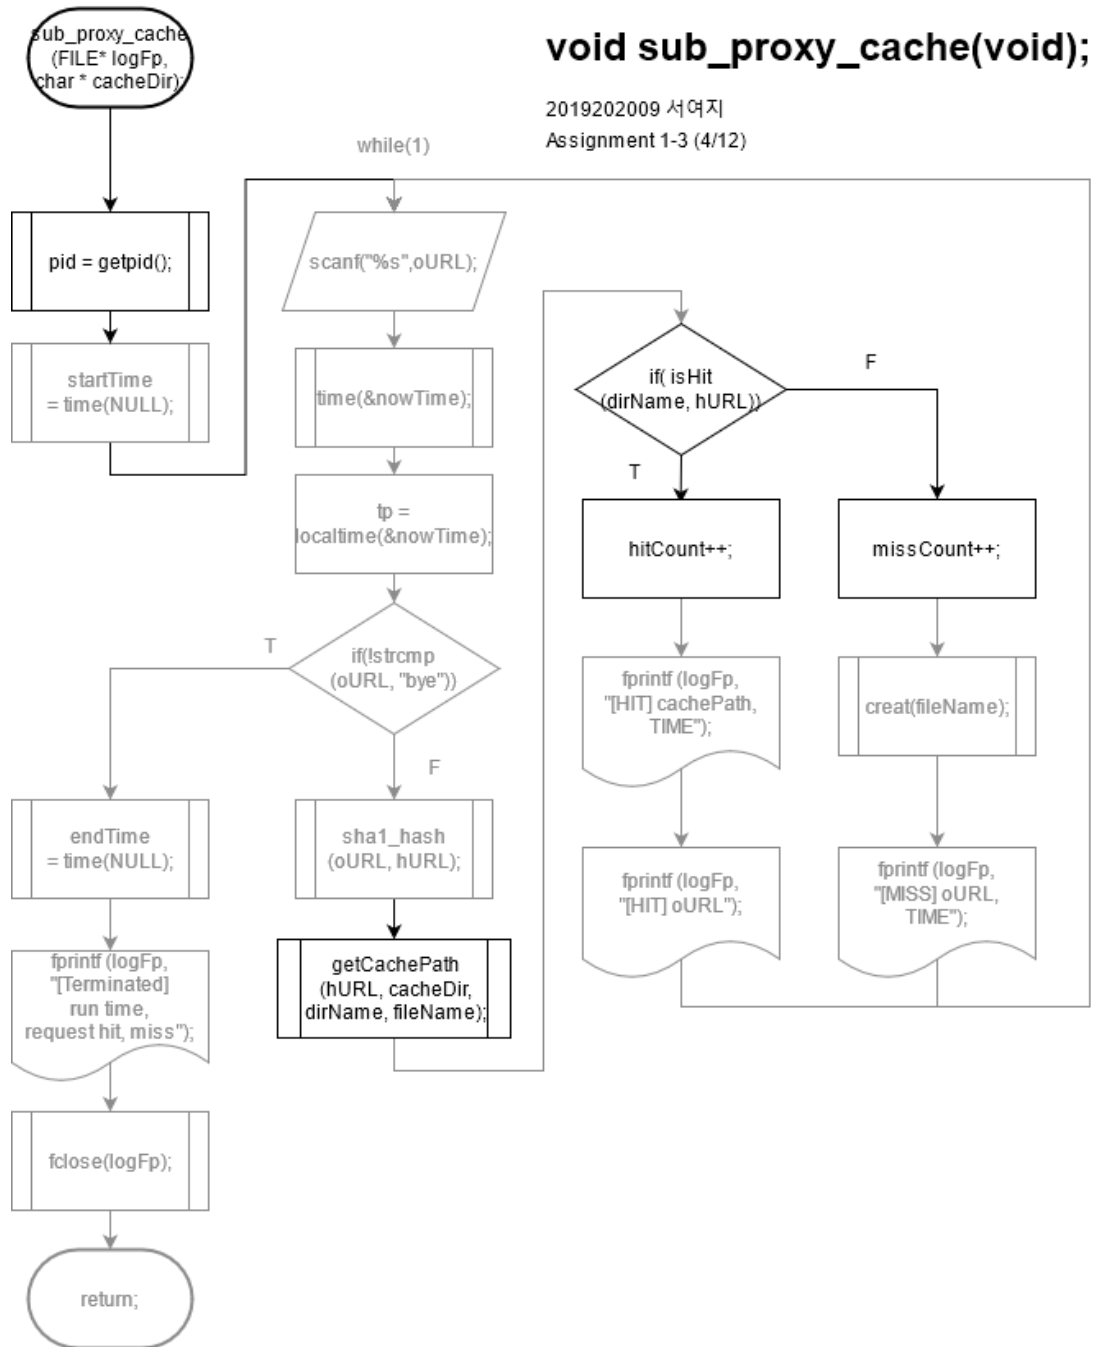 sub_proxy_cache
(FILE* logFp,
char * cacheDir);
void sub_proxy_cache(void);
2019202009 서여지
Assignment 1-3 (4/12)
pid = getpid();
startTime
= time(NULL);
while(1)
scanf("%s",oURL);
time(&nowTime);
tp =
localtime(&nowTime);
if(!strcmp
(oURL, "bye"))
T
F
endTime
= time(NULL);
fprintf (logFp,
"[Terminated]
run time,
request hit, miss");
fclose(logFp);
return;
sha1_hash
(oURL, hURL);
getCachePath
(hURL, cacheDir,
dirName, fileName);
if( isHit
(dirName, hURL))
T
F
hitCount++;
fprintf (logFp,
"[HIT] cachePath,
TIME");
fprintf (logFp,
"[HIT] oURL");
missCount++;
creat(fileName);
fprintf (logFp,
"[MISS] oURL,
TIME");